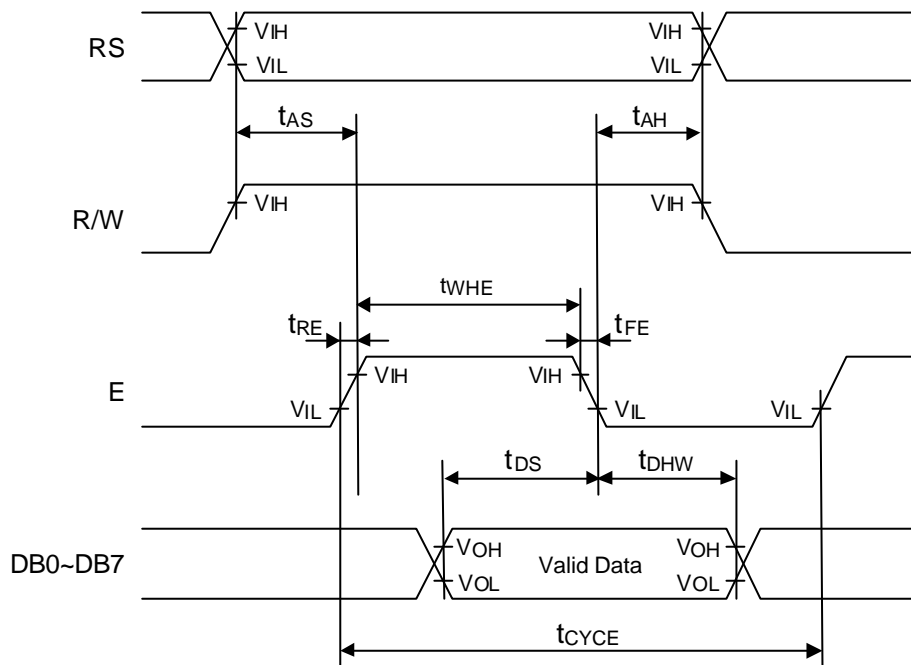 RS
VIH
VIL
VIH
VIL
tAS
tAH
R/W
VIH
VIH
tWHE
tRE
tFE
E
VIH
VIH
VIL
VIL
VIL
tDS
tDHW
DB0~DB7
VOH
VOL
Valid Data
VOH
VOL
tCYCE